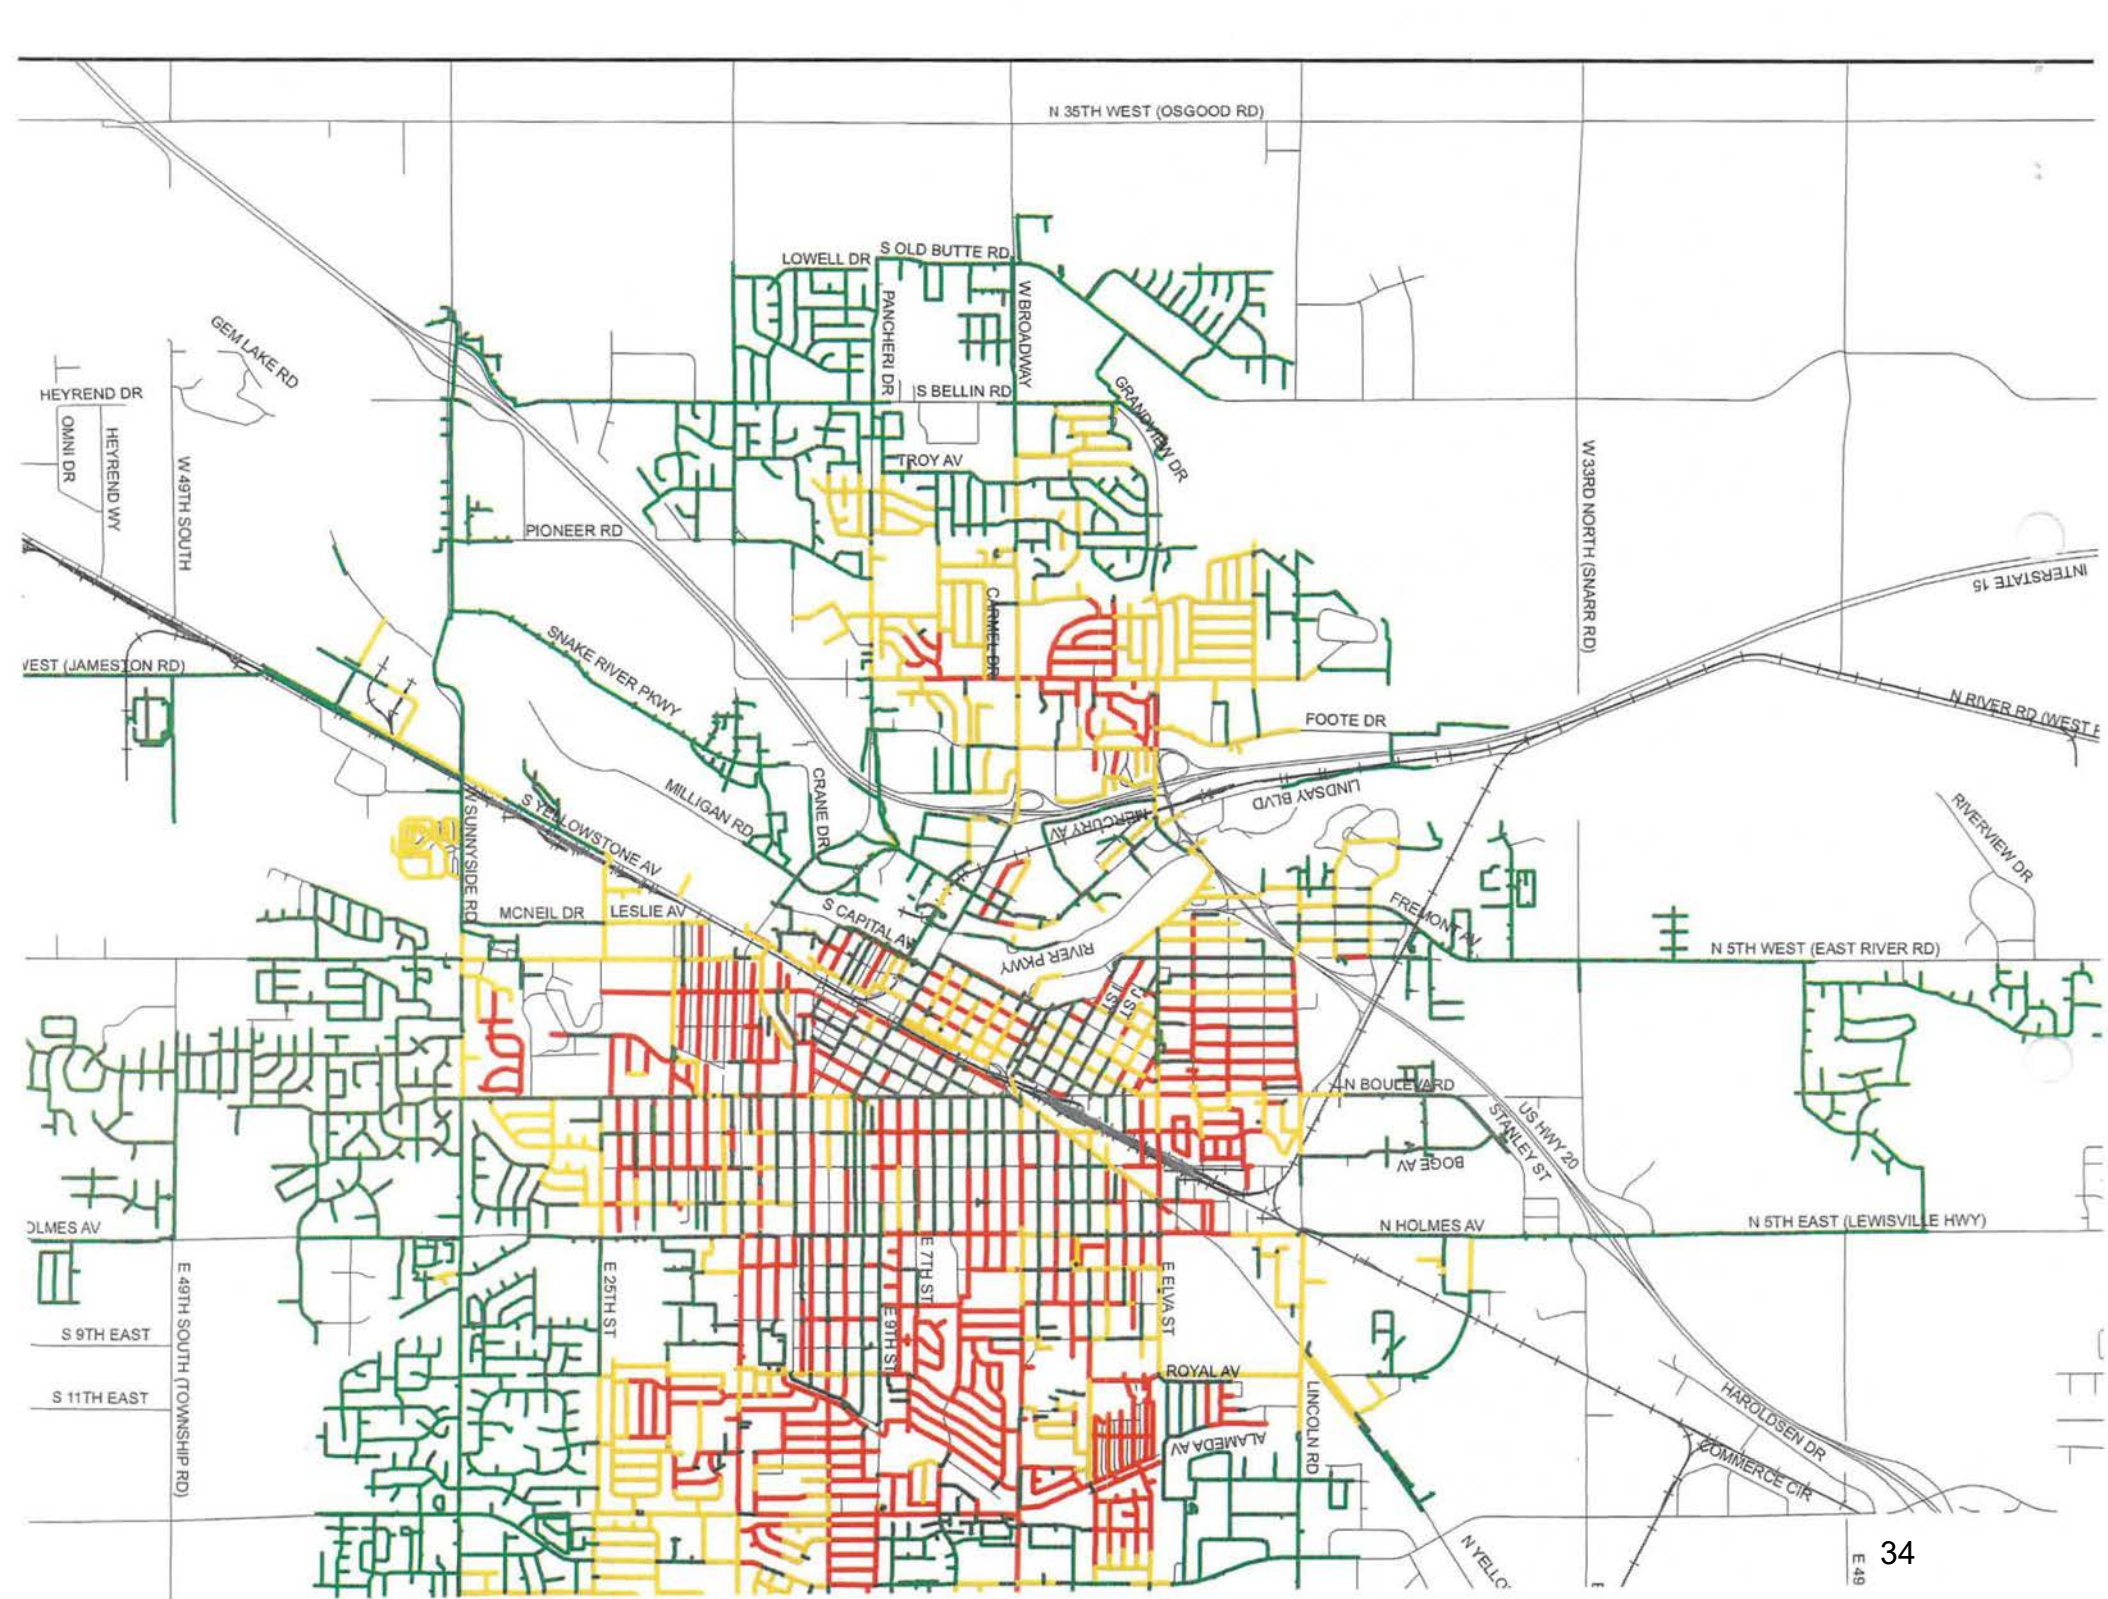 N 35TH WEST (OSGOOD RD)
S OLD BUTTE RD
LOWELL DR
W BROADWAY
PANCHERI DR
GEM LAKE RD
HEYREND DR
S BELLIN RD
GRANDVIEW DR
OMNI DR
HEYREND WY
W 49TH SOUTH
TROY AV
W 33RD NORTH (SNARR RD)
PIONEER RD
INTERSTATE 15
CARMEL DR
SNAKE RIVER PKWY
WEST (JAMESTON RD)
N RIVER RD (WEST R
FOOTE DR
CRANE DR
MILLIGAN RD
LINDSAY BLVD
MERCURY AV
W SUNNYSIDE RD
S YELLOWSTONE AV
RIVERVIEW DR
MCNEIL DR
LESLIE AV
S CAPITAL AV
FREMONT AV
RIVER PKWY
N 5TH WEST (EAST RIVER RD)
J ST
I ST
N BOULEVARD
US HWY 20
STANLEY ST
BOGE AV
OLMES AV
N HOLMES AV
N 5TH EAST (LEWISVILLE HWY)
E 49TH SOUTH (TOWNSHIP RD)
E 25TH ST
E 7TH ST
E ELVA ST
E 9TH ST
S 9TH EAST
ROYAL AV
S 11TH EAST
LINCOLN RD
HAROLDSEN DR
ALAMEDA AV
COMMERCE CIR
N YELLO
E 49
34